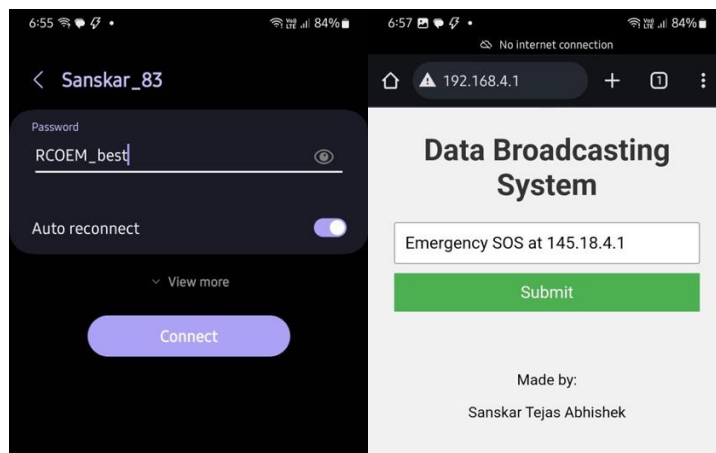 6:55 84%
< Sanskar_83
Password
RCOEM_best
Auto reconnect
View more
Connect
6:57 84%
No internet connection
192.168.4.1 + 1
Data Broadcasting
System
Emergency SOS at 145.18.4.1
Submit
Made by:
Sanskar Tejas Abhishek